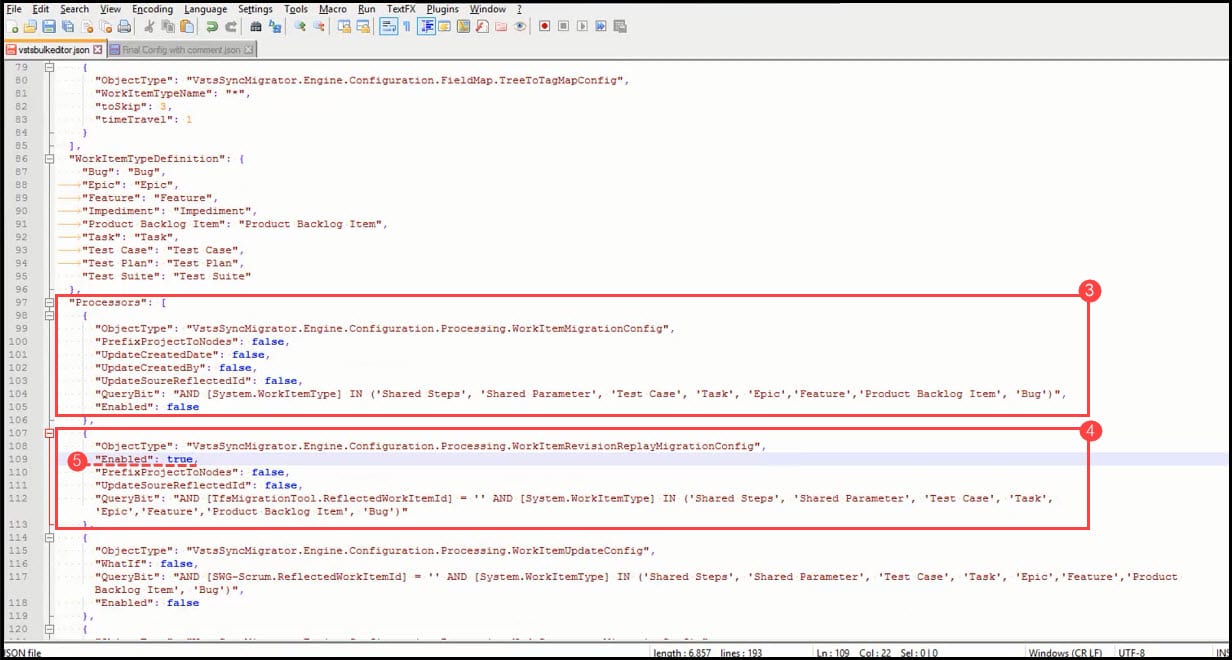 File Edit Search View Encoding Language Settings Tools Macro Run TextFX Plugins Window ?
vstsbulkeditor.json Final Config with comment.json
79 {
80 "ObjectType": "VstsSyncMigrator.Engine.Configuration.FieldMap.TreeToTagMapConfig",
81 "WorkItemTypeName": "*",
82 "toSkip": 3,
83 "timeTravel": 1
84 }
85 ],
86 "WorkItemTypeDefinition": {
87 "Bug": "Bug",
88 "Epic": "Epic",
89 "Feature": "Feature",
90 "Impediment": "Impediment",
91 "Product Backlog Item": "Product Backlog Item",
92 "Task": "Task",
93 "Test Case": "Test Case",
94 "Test Plan": "Test Plan",
95 "Test Suite": "Test Suite"
96 },
97 "Processors": [
3
98 {
99 "ObjectType": "VstsSyncMigrator.Engine.Configuration.Processing.WorkItemMigrationConfig",
100 "PrefixProjectToNodes": false,
101 "UpdateCreatedDate": false,
102 "UpdateCreatedBy": false,
103 "UpdateSoureReflectedId": false,
104 "QueryBit": "AND [System.WorkItemType] IN ('Shared Steps', 'Shared Parameter', 'Test Case', 'Task', 'Epic','Feature','Product Backlog Item', 'Bug')",
105 "Enabled": false
106 },
107 {
4
108 "ObjectType": "VstsSyncMigrator.Engine.Configuration.Processing.WorkItemRevisionReplayMigrationConfig",
109 5 "Enabled": true,
110 "PrefixProjectToNodes": false,
111 "UpdateSoureReflectedId": false,
112 "QueryBit": "AND [TfsMigrationTool.ReflectedWorkItemId] = '' AND [System.WorkItemType] IN ('Shared Steps', 'Shared Parameter', 'Test Case', 'Task',
'Epic','Feature','Product Backlog Item', 'Bug')"
113 },
114 {
115 "ObjectType": "VstsSyncMigrator.Engine.Configuration.Processing.WorkItemUpdateConfig",
116 "WhatIf": false,
117 "QueryBit": "AND [SWG-Scrum.ReflectedWorkItemId] = '' AND [System.WorkItemType] IN ('Shared Steps', 'Shared Parameter', 'Test Case', 'Task', 'Epic','Feature','Product
Backlog Item', 'Bug')",
118 "Enabled": false
119 },
120 {
JSON file length : 6,857 lines : 193 Ln : 109 Col : 22 Sel : 0 | 0 Windows (CR LF) UTF-8 INS